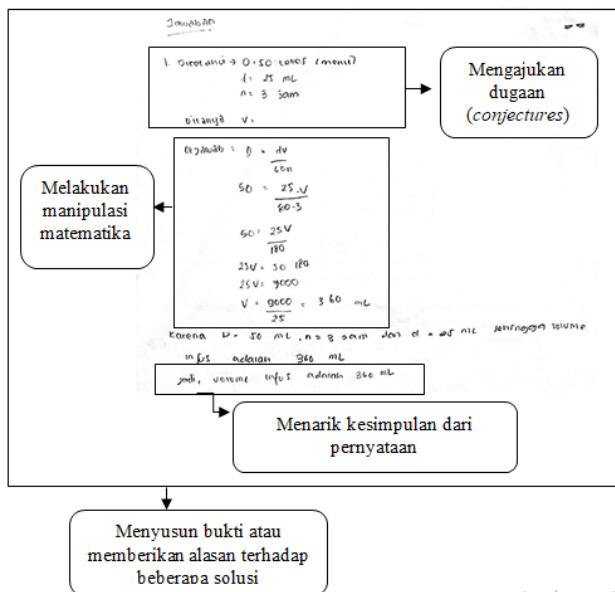 Jawaban
1. Diketahui → D = 50 tetes (menit)
d = 25 mL
n = 3 jam
Ditanya V =
Mengajukan
dugaan
(conjectures)
Dijawab : D = dv
60n
50 = 25.V
60.3
50 = 25V
180
25V = 50 180
25V = 9000
V = 9000 = 360 mL
25
Melakukan
manipulasi
matematika
Karena D = 50 mL, n = 3 jam dan d = 25 mL sehingga volume
infus adalah 360 mL
Jadi, volume infus adalah 360 mL
Menarik kesimpulan dari
pernyataan
Menyusun bukti atau
memberikan alasan terhadap
beberapa solusi